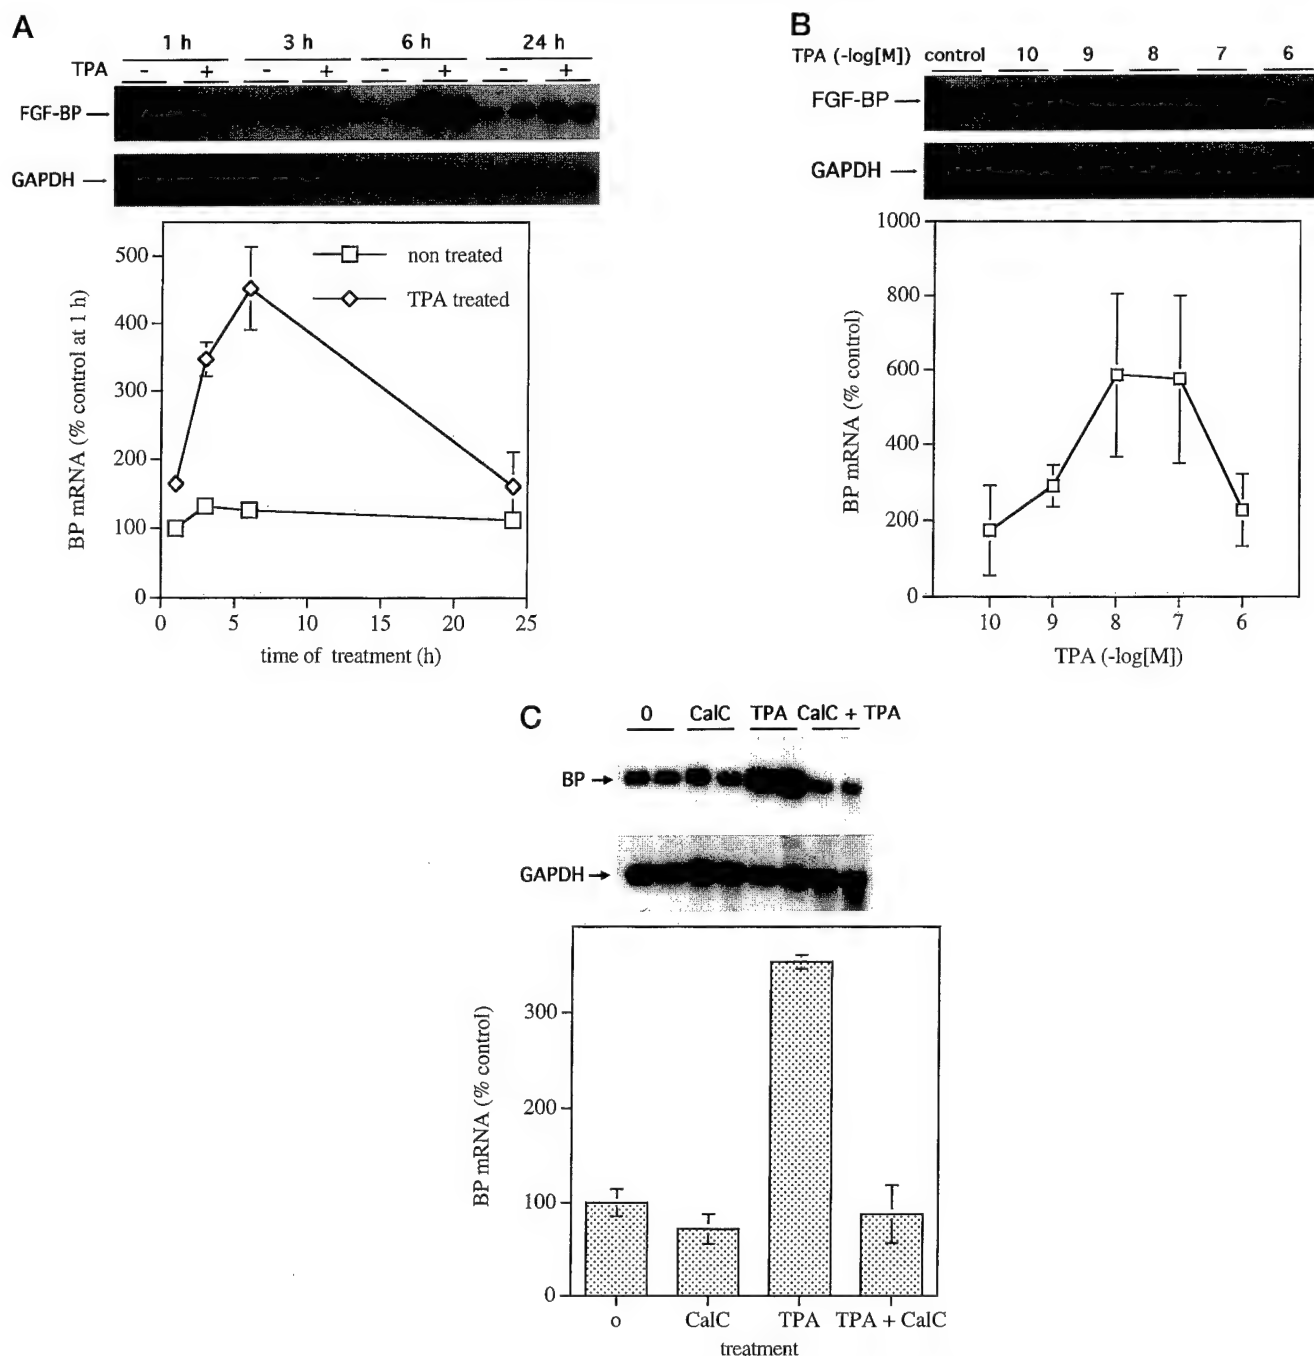 A
1 h 3 h 6 h 24 h
TPA - + - + - + - +
FGF-BP
GAPDH
500
400
300
200
100
0
BP mRNA (% control at 1 h)
non treated
TPA treated
0 5 10 15 20 25
time of treatment (h)
B
TPA (-log[M]) control 10 9 8 7 6
FGF-BP
GAPDH
1000
800
600
400
200
0
BP mRNA (% control)
10 9 8 7 6
TPA (-log[M])
C
0 CalC TPA CalC + TPA
BP
GAPDH
300
200
100
0
BP mRNA (% control)
o CalC TPA TPA + CalC
treatment